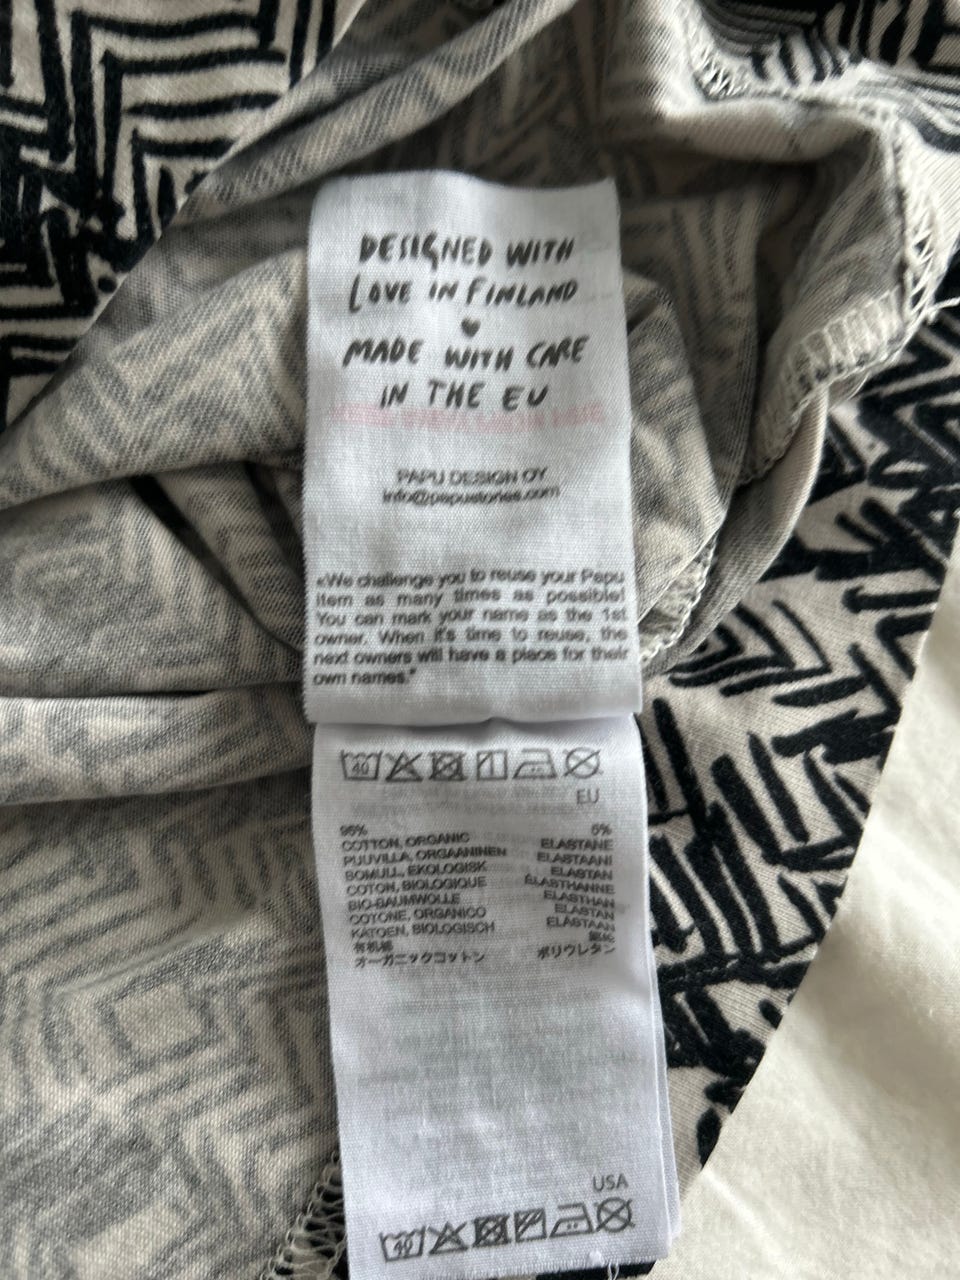 DESIGNED WITH
LOVE IN FINLAND
MADE WITH CARE
IN THE EU
PAPU DESIGN OY
info@papustories.com
"We challenge you to reuse your Papu
item as many times as possible!
You can mark your name as the 1st
owner. When it's time to reuse, the
next owners will have a place for their
own names."
40
EU
95% 5%
COTTON, ORGANIC ELASTANE
PUUVILLA, ORGAANINEN ELASTAANI
BOMULL, EKOLOGISK ELASTAN
COTON, BIOLOGIQUE ÉLASTHANNE
BIO-BAUMWOLLE ELASTHAN
COTONE, ORGANICO ELASTAN
KATOEN, BIOLOGISCH ELASTAAN
有机棉
オーガニックコットン ポリウレタン
USA
40